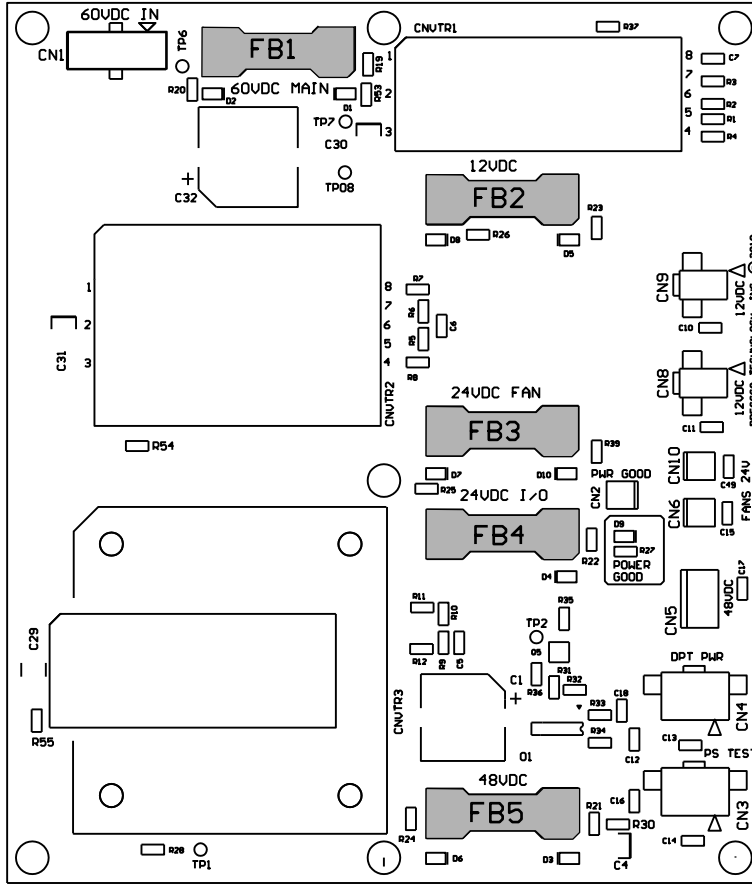 60VDC IN
CN1
TP6
FB1
R19
CNVTR1
R37
1
2
3
8
7
6
5
4
C7
R3
R2
R1
R4
R20
D2
60VDC MAIN
D1
R53
TP7
C30
TP08
C32
12VDC
FB2
R23
D8
R26
D5
1
2
3
8
7
6
5
4
R7
R6
C6
R5
R8
C31
CNVTR2
CN9
12VDC
C10
CN8
12VDC
C11
24VDC FAN
FB3
R39
D7
D10
R25
R54
PWR GOOD
CN2
CN10
C49
FANS 24V
CN6
C15
24VDC I/O
FB4
R22
D4
D9
R27
POWER
GOOD
C17
CN5
48VDC
C29
R55
R11
R10
R12
R9
C5
R35
TP2
R31
R36
R32
C1
R33
C18
R34
C12
CNVTR3
DPT PWR
CN4
C13
PS TEST
CN3
C16
C14
48VDC
FB5
R21
R30
R24
D6
D3
C4
R28
TP1